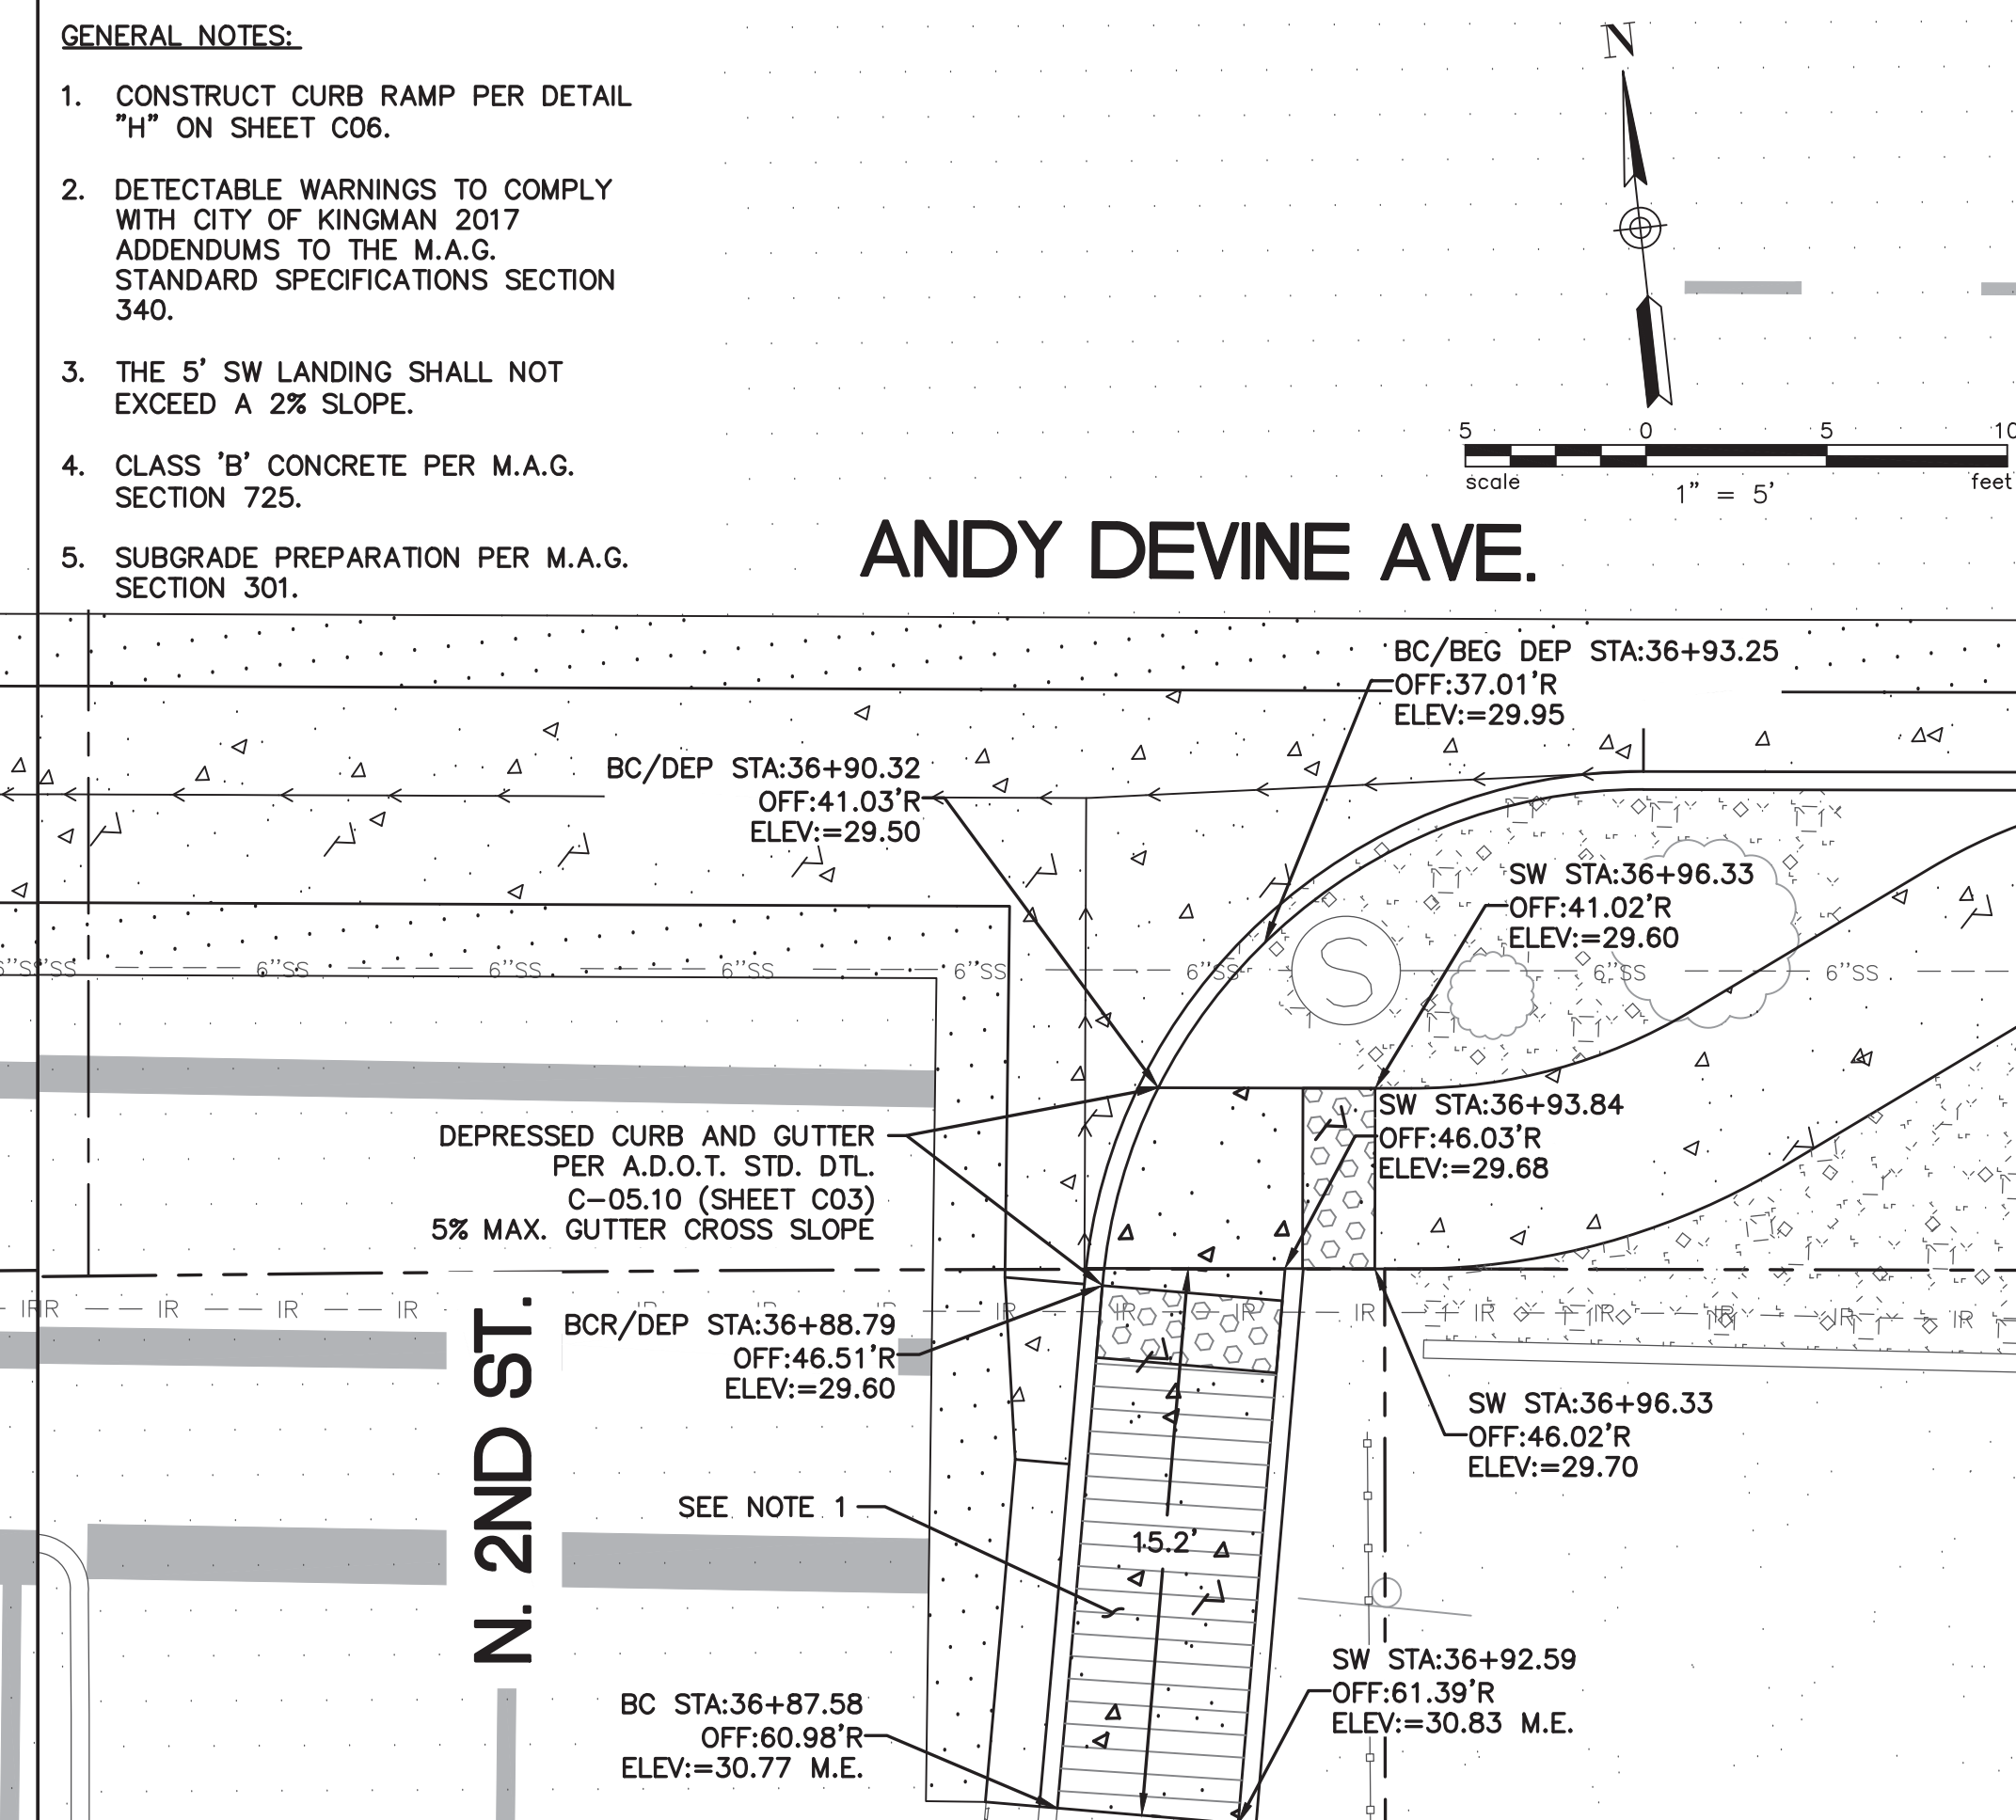 GENERAL NOTES:
1. CONSTRUCT CURB RAMP PER DETAIL
"H" ON SHEET C06.
2. DETECTABLE WARNINGS TO COMPLY
WITH CITY OF KINGMAN 2017
ADDENDUMS TO THE M.A.G.
STANDARD SPECIFICATIONS SECTION
340.
3. THE 5' SW LANDING SHALL NOT
EXCEED A 2% SLOPE.
4. CLASS 'B' CONCRETE PER M.A.G.
SECTION 725.
5. SUBGRADE PREPARATION PER M.A.G.
SECTION 301.
N
5 0 5 10
scale feet
1" = 5'
ANDY DEVINE AVE.
BC/BEG DEP STA:36+93.25
OFF:37.01'R
ELEV:=29.95
BC/DEP STA:36+90.32
OFF:41.03'R
ELEV:=29.50
SW STA:36+96.33
OFF:41.02'R
ELEV:=29.60
6"SS 6"SS 6"SS 6"SS 6"SS 6"SS 6"SS
S
SW STA:36+93.84
OFF:46.03'R
ELEV:=29.68
DEPRESSED CURB AND GUTTER
PER A.D.O.T. STD. DTL.
C-05.10 (SHEET C03)
5% MAX. GUTTER CROSS SLOPE
IR IR IR IR IR IR IR IR IR IR IR IR
BCR/DEP STA:36+88.79
OFF:46.51'R
ELEV:=29.60
SW STA:36+96.33
OFF:46.02'R
ELEV:=29.70
N. 2ND ST.
SEE NOTE 1
15.2'
SW STA:36+92.59
OFF:61.39'R
ELEV:=30.83 M.E.
BC STA:36+87.58
OFF:60.98'R
ELEV:=30.77 M.E.